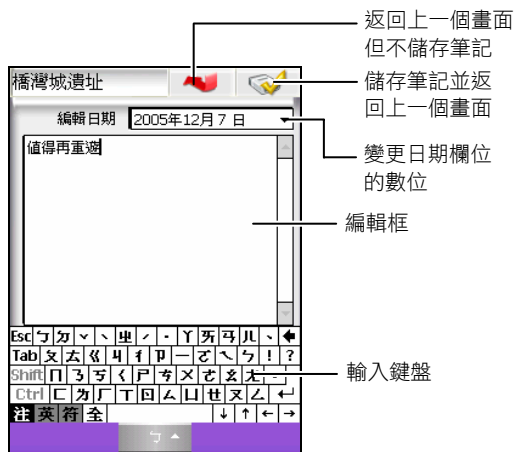 返回上一個畫面
但不儲存筆記
儲存筆記並返
回上一個畫面
變更日期欄位
的數位
編輯框
輸入鍵盤
橋灣城遺址
編輯日期 2005年12月 7 日
值得再重遊
Esc ㄅ ㄉ ˇ ˋ ㄓ ˊ ˙ ㄚ ㄞ ㄢ ㄦ 、
Tab ㄆ ㄊ ㄍ ㄐ ㄔ ㄗ ㄧ ㄛ ㄟ ㄣ ! ?
Shift ㄇ ㄋ ㄎ ㄑ ㄕ ㄘ ㄨ ㄜ ㄠ ㄤ
Ctrl ㄈ ㄌ ㄏ ㄒ ㄖ ㄙ ㄩ ㄝ ㄡ ㄥ ↵
注 英 符 全 ↓ ↑ ← →
ㄅ